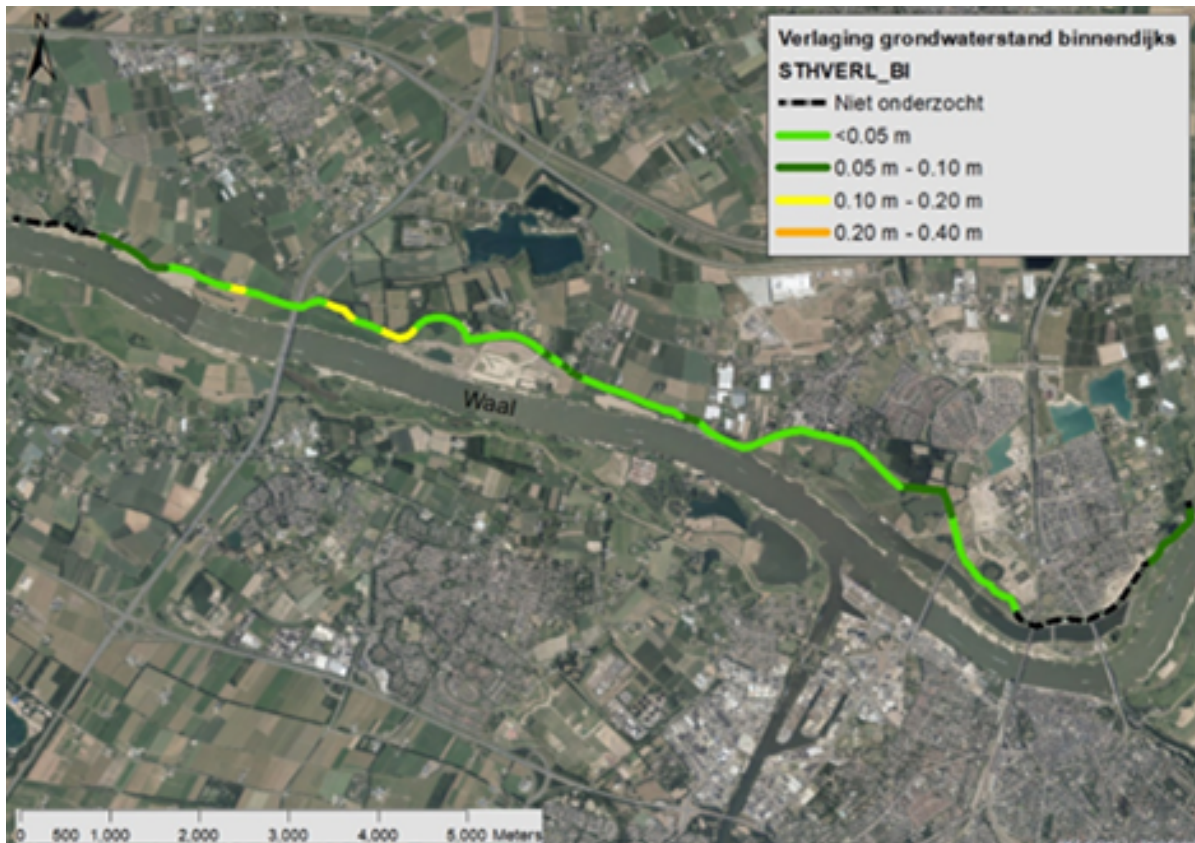 N
Verlaging grondwaterstand binnendijks
STHVERL_BI
Niet onderzocht
<0.05 m
0.05 m - 0.10 m
0.10 m - 0.20 m
0.20 m - 0.40 m
Waal
0 500 1.000 2.000 3.000 4.000 5.000 Meters